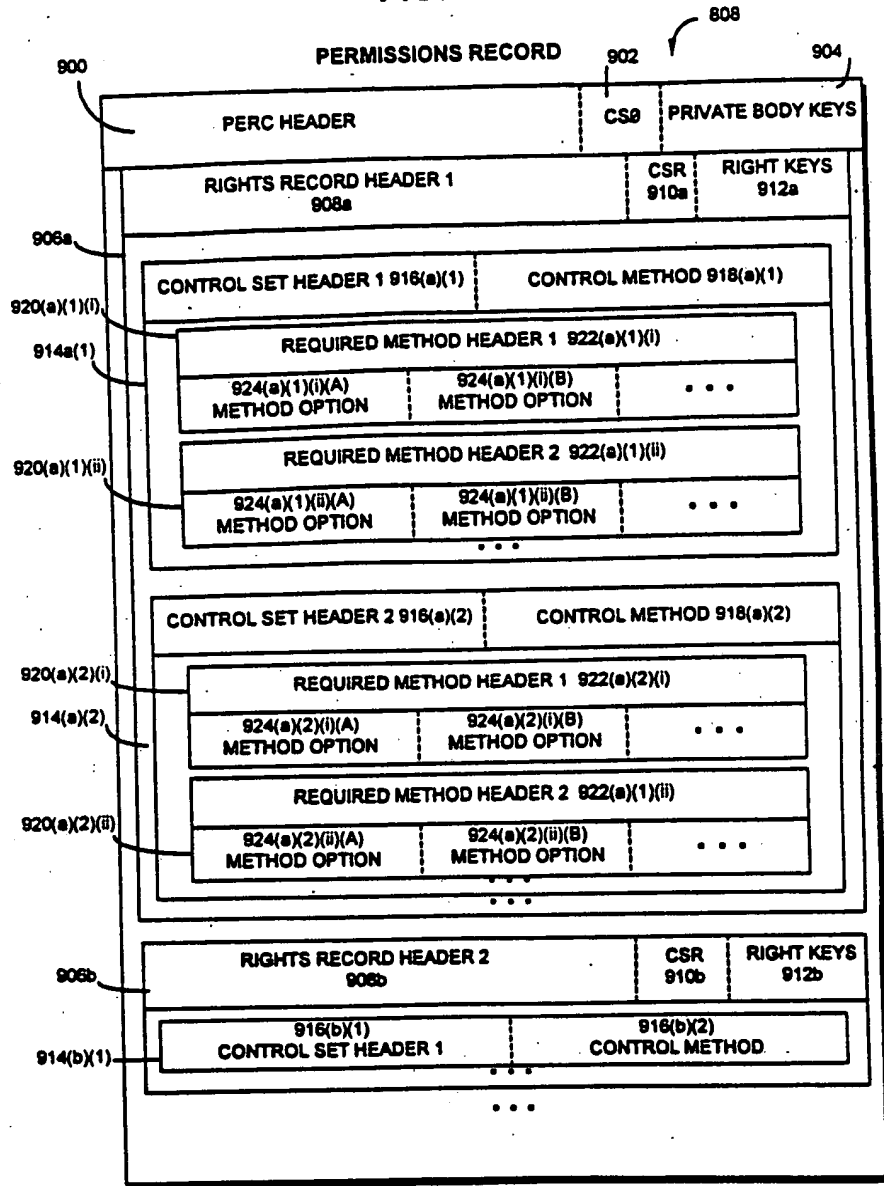 808
PERMISSIONS RECORD
900
902
904
PERC HEADER
CS0
PRIVATE BODY KEYS
RIGHTS RECORD HEADER 1
908a
CSR
910a
RIGHT KEYS
912a
906a
CONTROL SET HEADER 1 916(a)(1)
CONTROL METHOD 918(a)(1)
920(a)(1)(i)
REQUIRED METHOD HEADER 1 922(a)(1)(i)
914a(1)
924(a)(1)(i)(A)
METHOD OPTION
924(a)(1)(i)(B)
METHOD OPTION
• • •
REQUIRED METHOD HEADER 2 922(a)(1)(ii)
920(a)(1)(ii)
924(a)(1)(ii)(A)
METHOD OPTION
924(a)(1)(ii)(B)
METHOD OPTION
• • •
• • •
CONTROL SET HEADER 2 916(a)(2)
CONTROL METHOD 918(a)(2)
920(a)(2)(i)
REQUIRED METHOD HEADER 1 922(a)(2)(i)
914(a)(2)
924(a)(2)(i)(A)
METHOD OPTION
924(a)(2)(i)(B)
METHOD OPTION
• • •
REQUIRED METHOD HEADER 2 922(a)(1)(ii)
920(a)(2)(ii)
924(a)(2)(ii)(A)
METHOD OPTION
924(a)(2)(ii)(B)
METHOD OPTION
• • •
• • •
• • •
RIGHTS RECORD HEADER 2
906b
CSR
910b
RIGHT KEYS
912b
906b
916(b)(1)
CONTROL SET HEADER 1
916(b)(2)
CONTROL METHOD
914(b)(1)
• • •
• • •